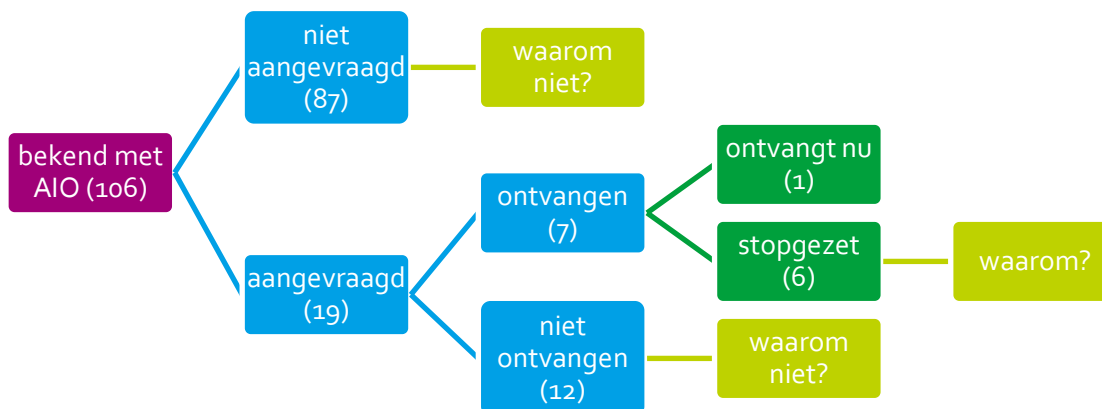 niet
aangevraagd
(87)
waarom
niet?
bekend met
AIO (106)
ontvangt nu
(1)
ontvangen
(7)
stopgezet
(6)
waarom?
aangevraagd
(19)
niet
ontvangen
(12)
waarom
niet?